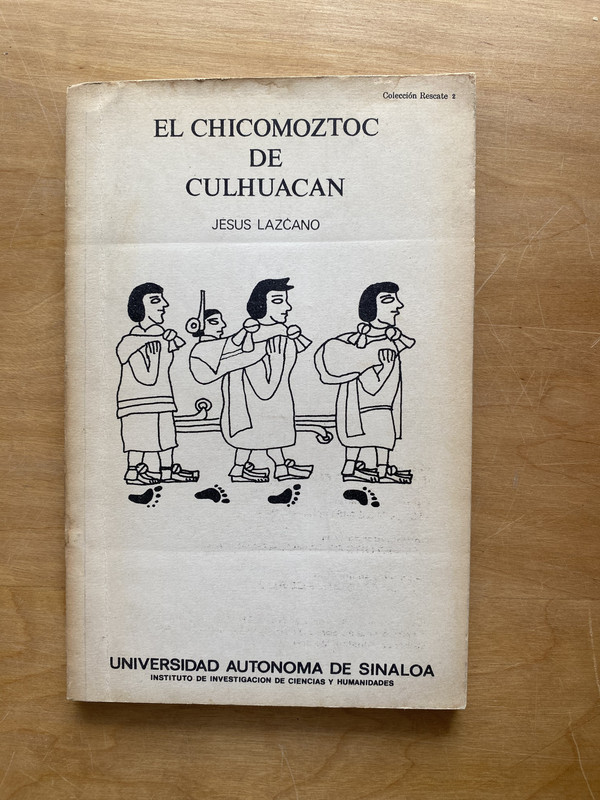 Colección Rescate 2
EL CHICOMOZTOC
DE
CULHUACAN
JESUS LAZCANO
UNIVERSIDAD AUTONOMA DE SINALOA
INSTITUTO DE INVESTIGACION DE CIENCIAS Y HUMANIDADES